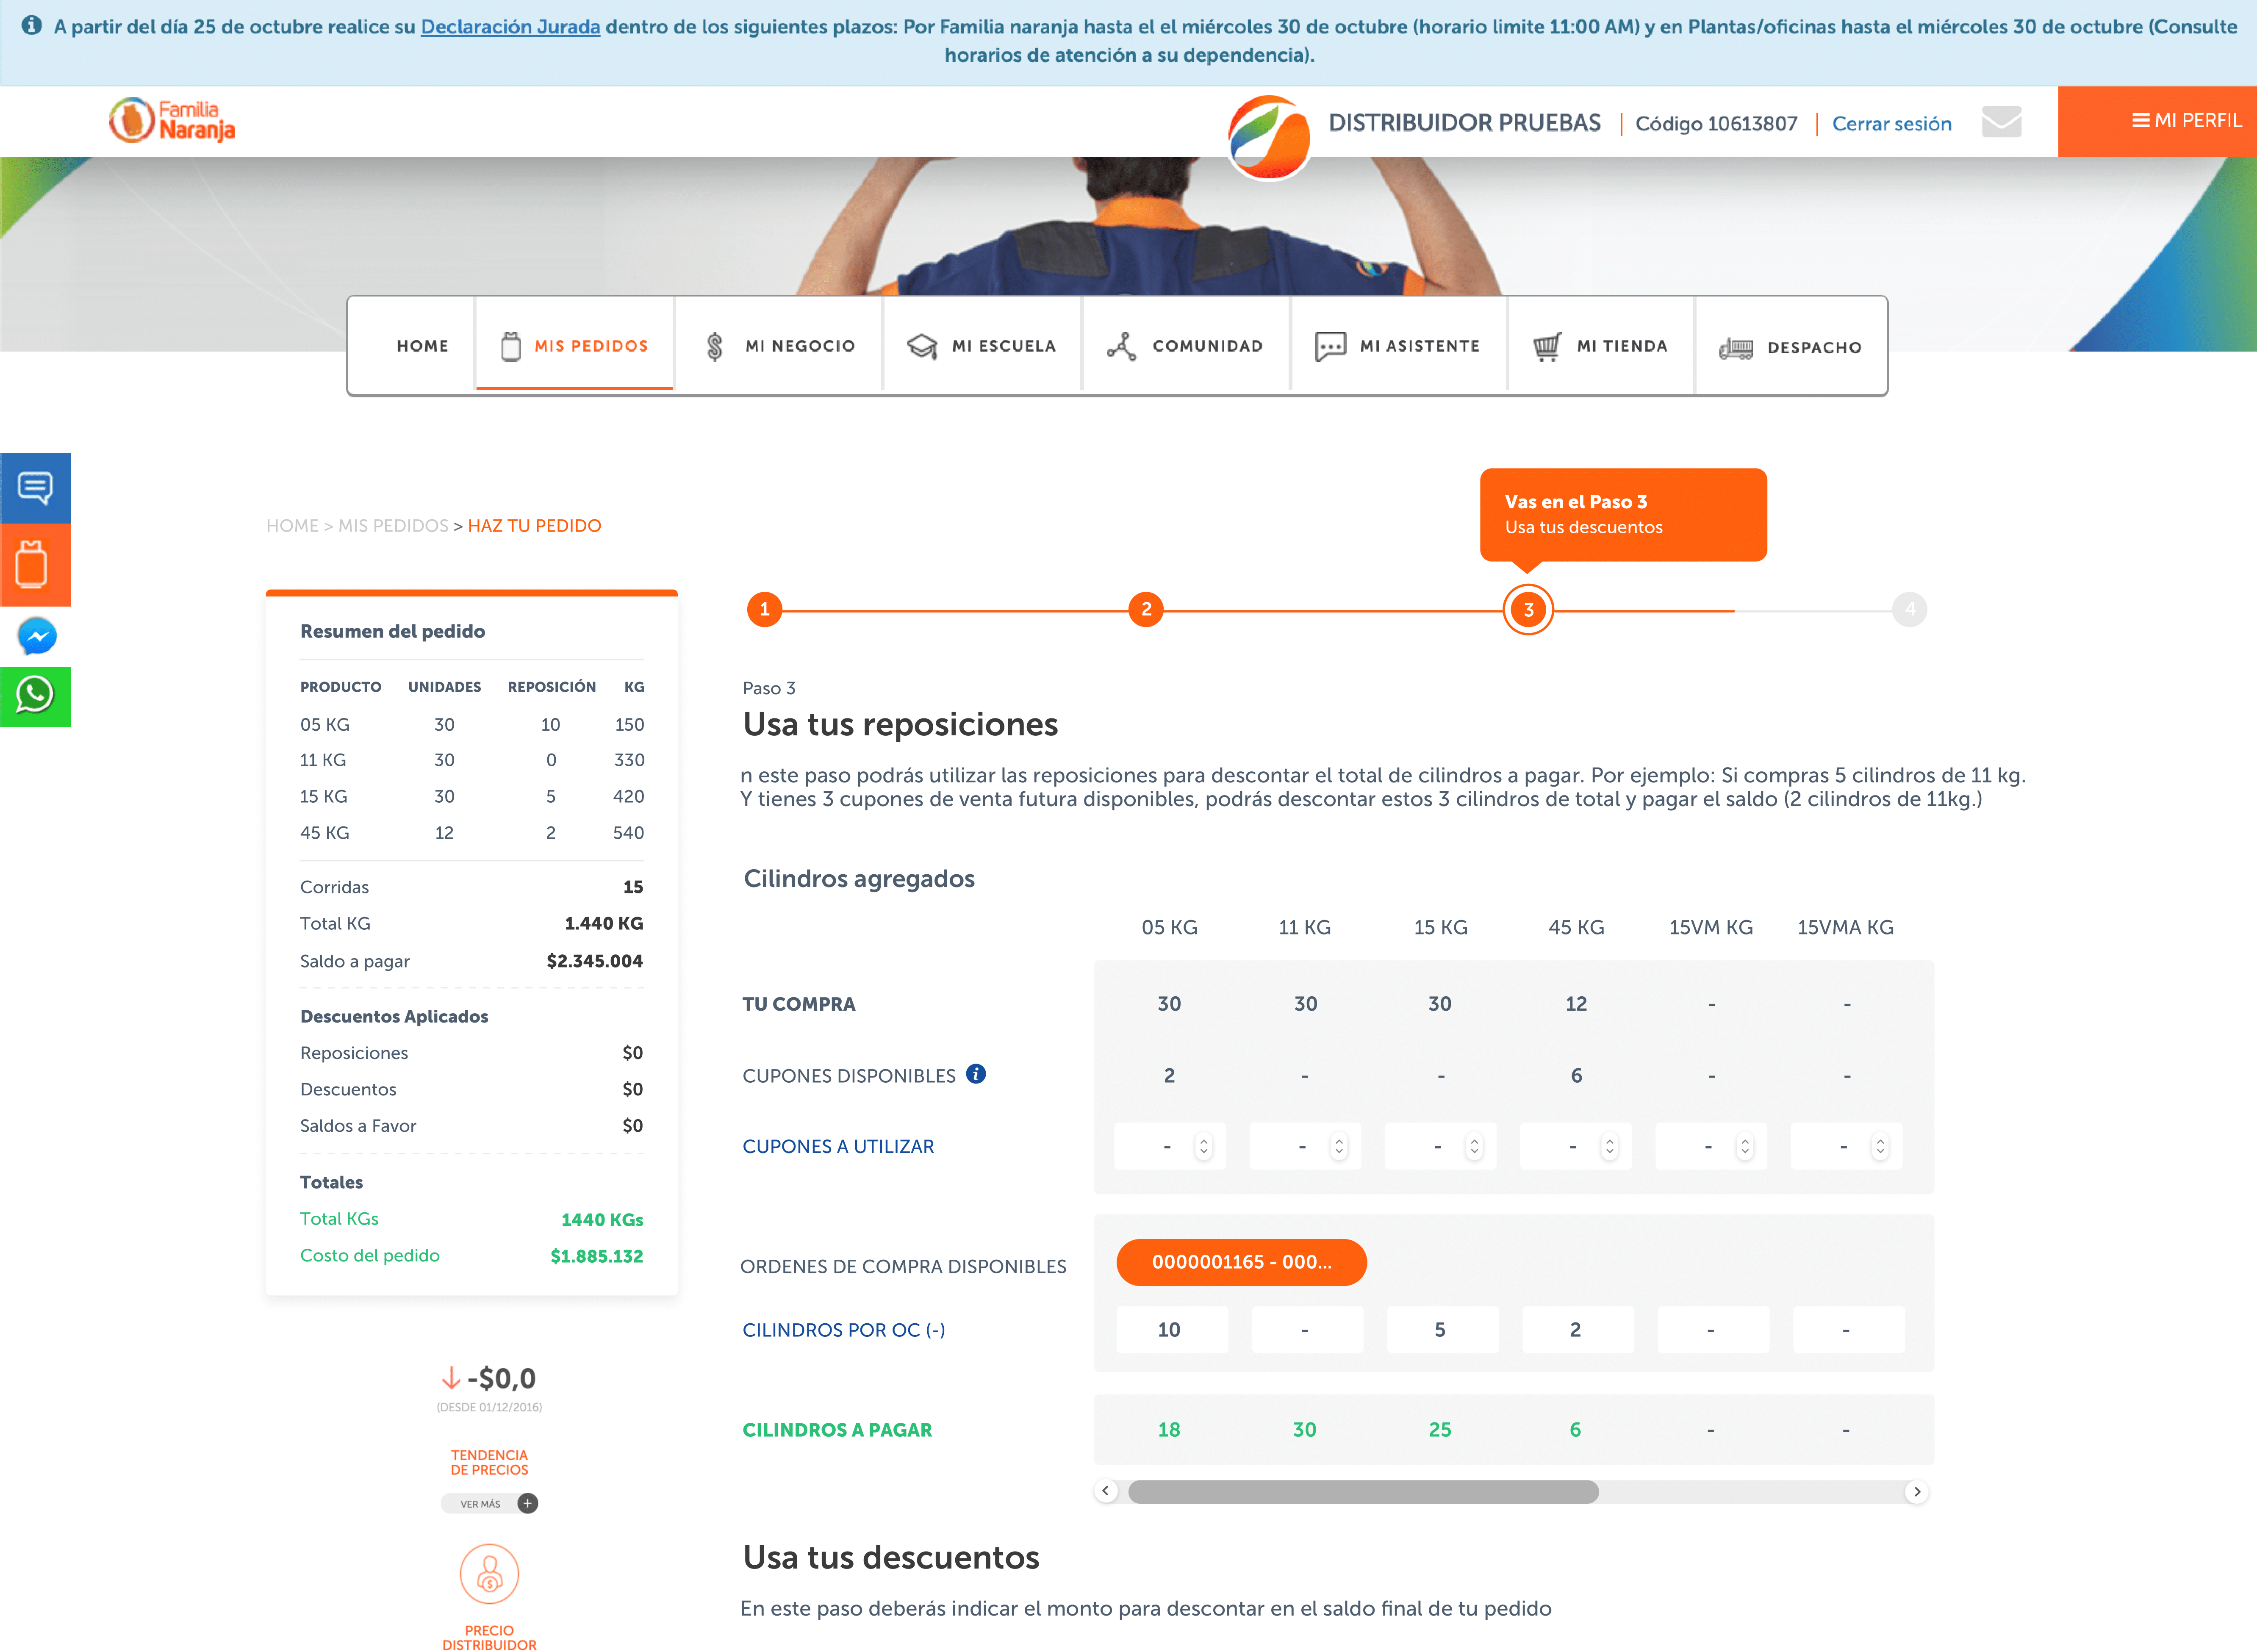 A partir del día 25 de octubre realice su Declaración Jurada dentro de los siguientes plazos: Por Familia naranja hasta el el miércoles 30 de octubre (horario limite 11:00 AM) y en Plantas/oficinas hasta el miércoles 30 de octubre (Consulte
horarios de atención a su dependencia).
Familia
Naranja
DISTRIBUIDOR PRUEBAS | Código 10613807 | Cerrar sesión
MI PERFIL
HOME MIS PEDIDOS MI NEGOCIO MI ESCUELA COMUNIDAD MI ASISTENTE MI TIENDA DESPACHO
HOME > MIS PEDIDOS > HAZ TU PEDIDO
Vas en el Paso 3
Usa tus descuentos
1 2 3 4
Resumen del pedido
PRODUCTO UNIDADES REPOSICIÓN KG
05 KG 30 10 150
11 KG 30 0 330
15 KG 30 5 420
45 KG 12 2 540
Corridas 15
Total KG 1.440 KG
Saldo a pagar $2.345.004
Descuentos Aplicados
Reposiciones $0
Descuentos $0
Saldos a Favor $0
Totales
Total KGs 1440 KGs
Costo del pedido $1.885.132
-$0,0
(DESDE 01/12/2016)
TENDENCIA
DE PRECIOS
VER MÁS +
PRECIO
DISTRIBUIDOR
Paso 3
Usa tus reposiciones
n este paso podrás utilizar las reposiciones para descontar el total de cilindros a pagar. Por ejemplo: Si compras 5 cilindros de 11 kg.
Y tienes 3 cupones de venta futura disponibles, podrás descontar estos 3 cilindros de total y pagar el saldo (2 cilindros de 11kg.)
Cilindros agregados
05 KG 11 KG 15 KG 45 KG 15VM KG 15VMA KG
TU COMPRA 30 30 30 12 - -
CUPONES DISPONIBLES 2 - - 6 - -
CUPONES A UTILIZAR - - - - - -
ORDENES DE COMPRA DISPONIBLES 0000001165 - 000...
CILINDROS POR OC (-) 10 - 5 2 - -
CILINDROS A PAGAR 18 30 25 6 - -
Usa tus descuentos
En este paso deberás indicar el monto para descontar en el saldo final de tu pedido